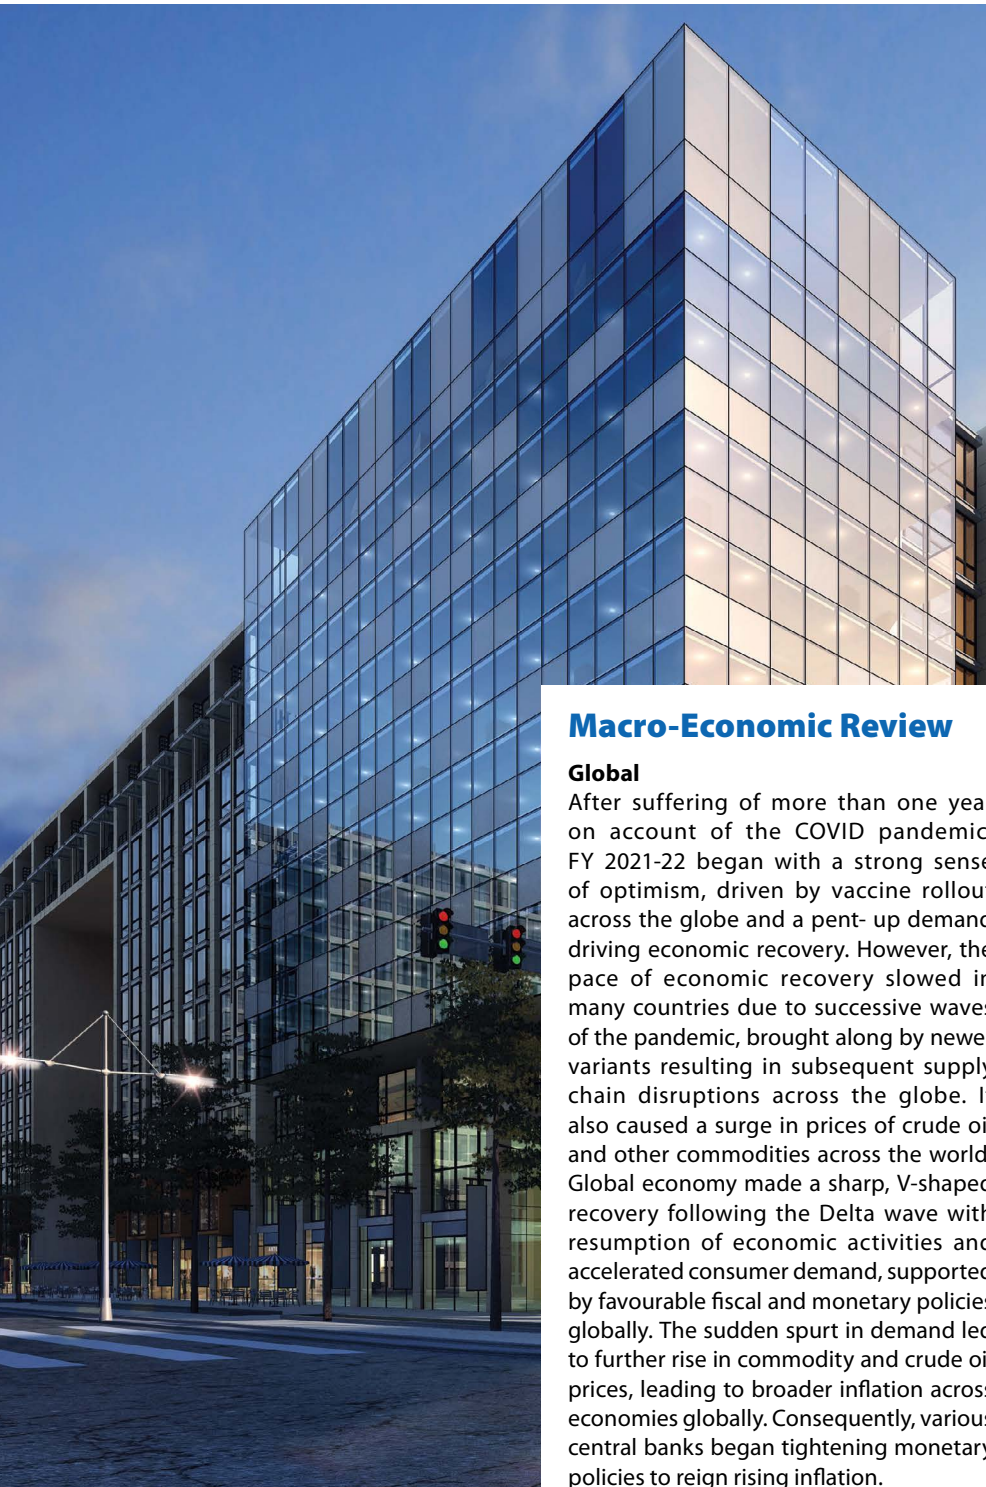 Macro-Economic Review
Global
After suffering of more than one yea
on account of the COVID pandemic
FY 2021-22 began with a strong sense
of optimism, driven by vaccine rollout
across the globe and a pent- up demand
driving economic recovery. However, the
pace of economic recovery slowed in
many countries due to successive waves
of the pandemic, brought along by newe
variants resulting in subsequent supply
chain disruptions across the globe. It
also caused a surge in prices of crude oi
and other commodities across the world
Global economy made a sharp, V-shaped
recovery following the Delta wave with
resumption of economic activities and
accelerated consumer demand, supported
by favourable fiscal and monetary policies
globally. The sudden spurt in demand led
to further rise in commodity and crude oi
prices, leading to broader inflation across
economies globally. Consequently, various
central banks began tightening monetary
policies to reign rising inflation.